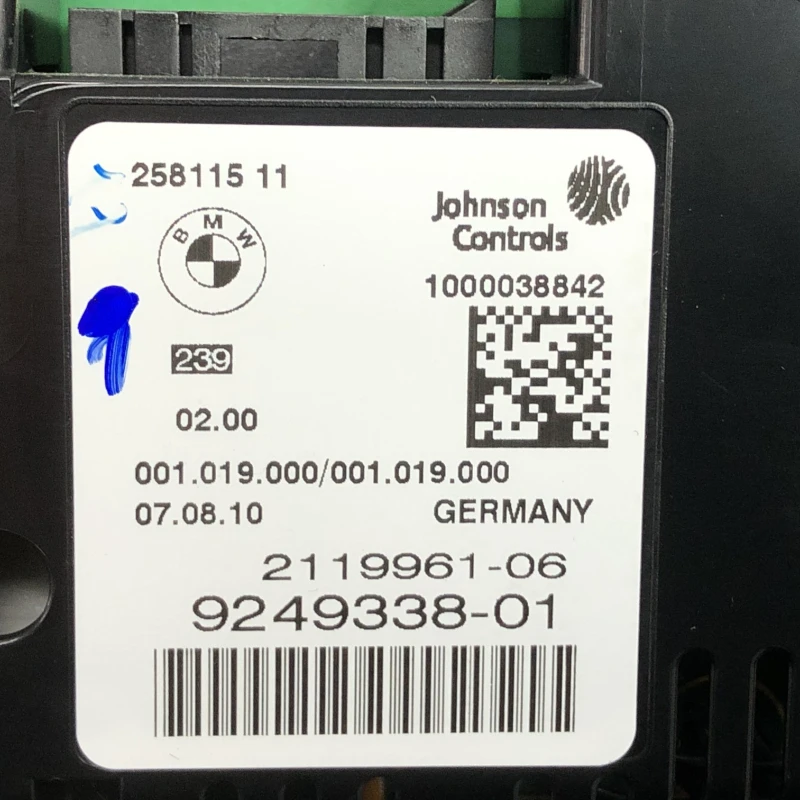 258115 11
BMW
Johnson
Controls
1000038842
239
02.00
001.019.000/001.019.000
07.08.10 GERMANY
2119961-06
9249338-01